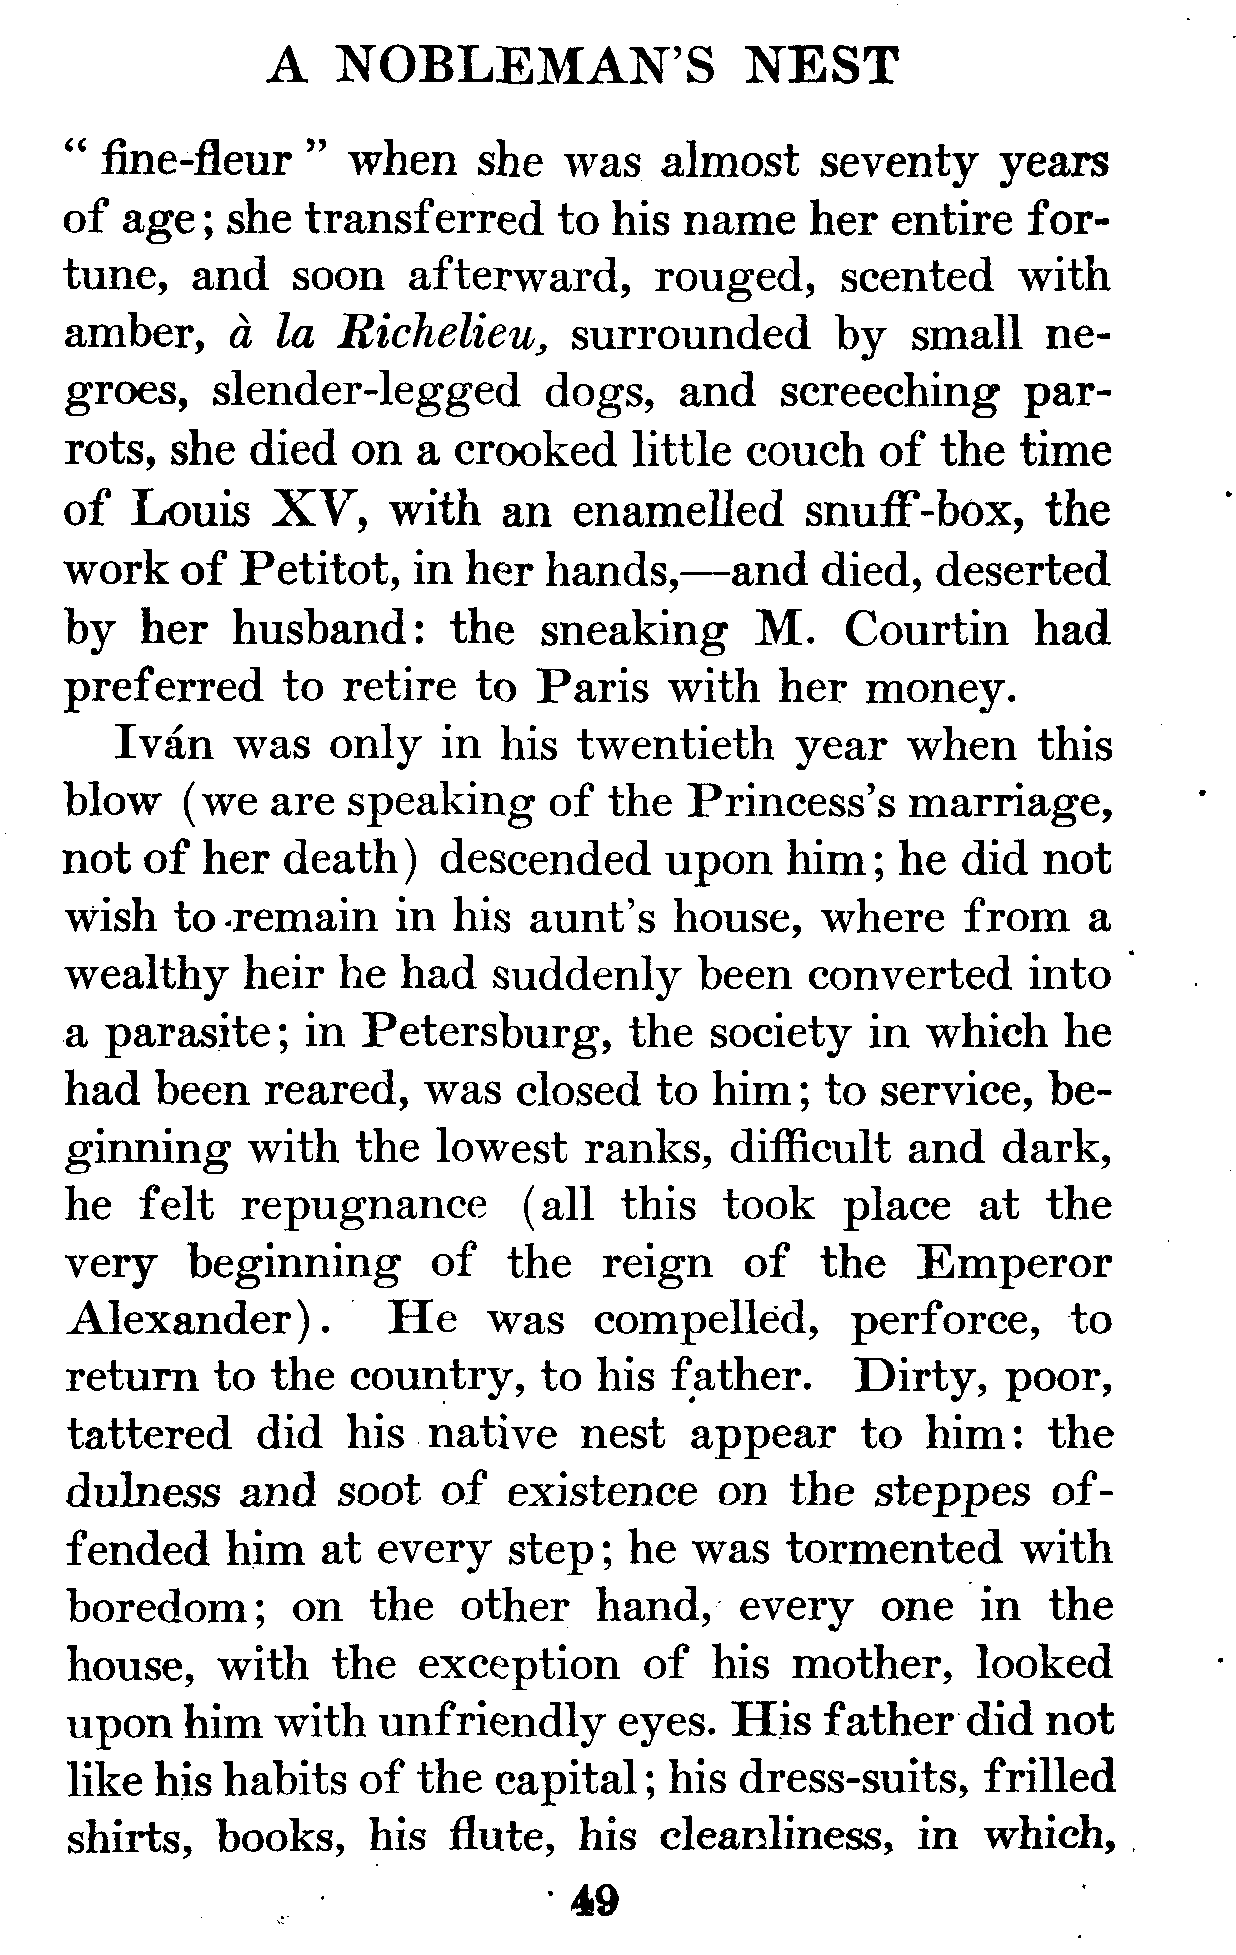 A NOBLEMAN'S NEST
“ fine-fleur ” when she was almost seventy years
of age; she transferred to his name her entire for-
tune, and soon afterward, rouged, scented with
amber, à la Richelieu, surrounded by small ne-
groes, slender-legged dogs, and screeching par-
rots, she died on a crooked little couch of the time
of Louis XV, with an enamelled snuff-box, the
work of Petitot, in her hands,—and died, deserted
by her husband: the sneaking M. Courtin had
preferred to retire to Paris with her money.
Iván was only in his twentieth year when this
blow (we are speaking of the Princess's marriage,
not of her death) descended upon him; he did not
wish to remain in his aunt's house, where from a
wealthy heir he had suddenly been converted into
a parasite; in Petersburg, the society in which he
had been reared, was closed to him; to service, be-
ginning with the lowest ranks, difficult and dark,
he felt repugnance (all this took place at the
very beginning of the reign of the Emperor
Alexander). He was compelled, perforce, to
return to the country, to his father. Dirty, poor,
tattered did his native nest appear to him: the
dulness and soot of existence on the steppes of-
fended him at every step; he was tormented with
boredom; on the other hand, every one in the
house, with the exception of his mother, looked
upon him with unfriendly eyes. His father did not
like his habits of the capital; his dress-suits, frilled
shirts, books, his flute, his cleanliness, in which,
49